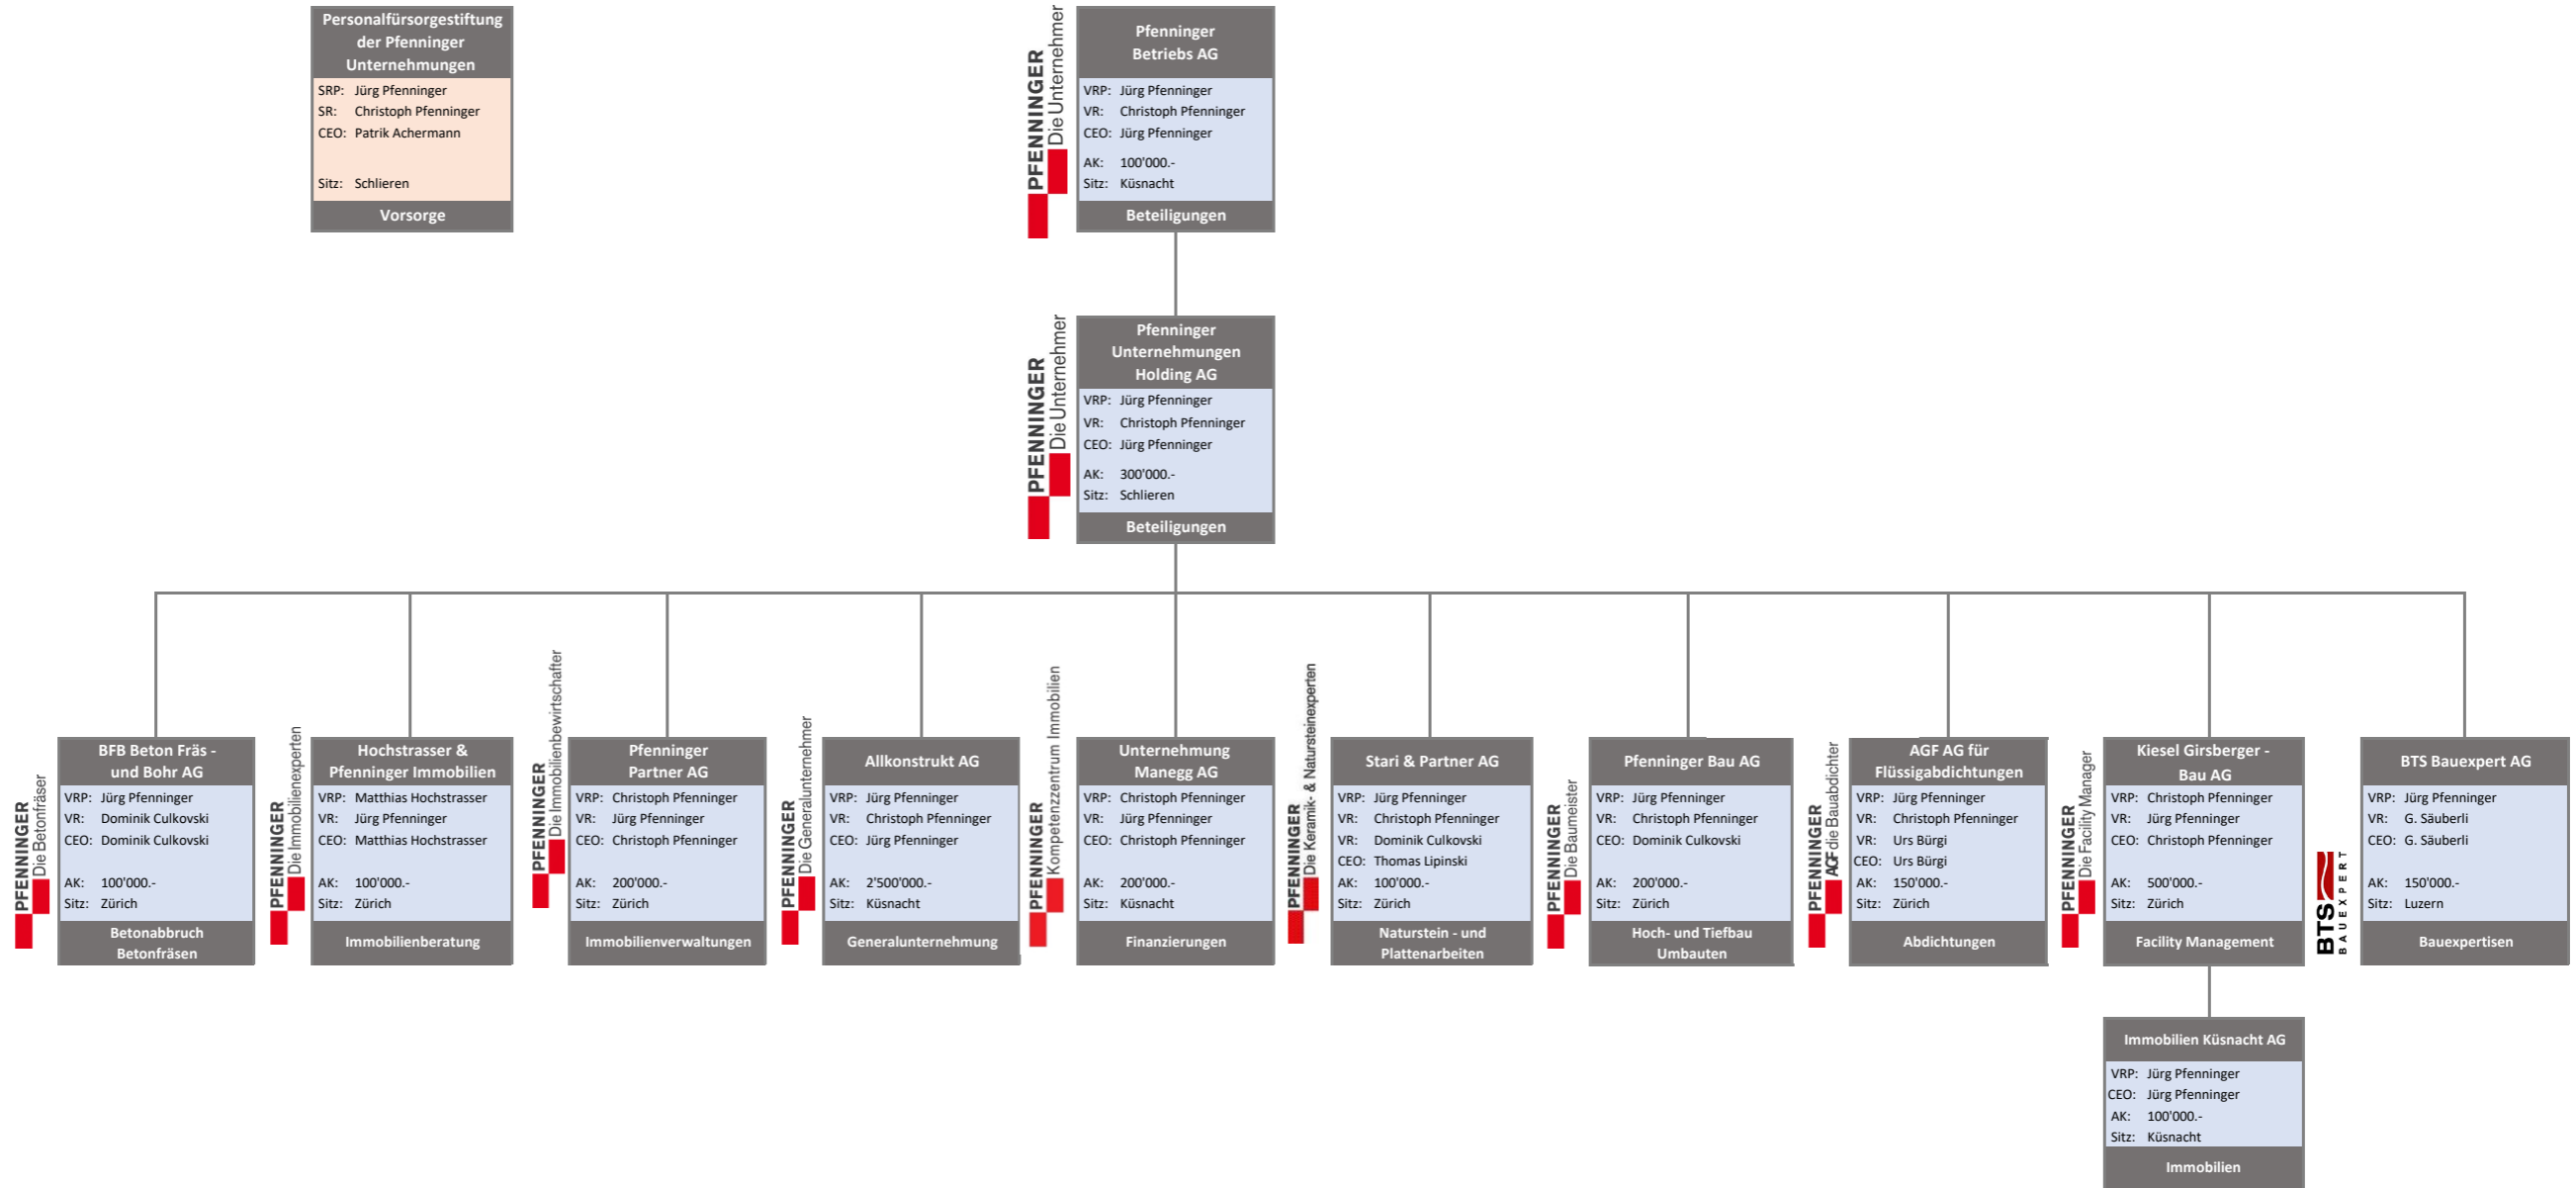 Personalfürsorgestiftung
der Pfenninger
Unternehmungen
SRP: Jürg Pfenninger
SR: Christoph Pfenninger
CEO: Patrik Achermann
Sitz: Schlieren
Vorsorge
PFENNINGER
Die Unternehmer
Pfenninger
Betriebs AG
VRP: Jürg Pfenninger
VR: Christoph Pfenninger
CEO: Jürg Pfenninger
AK: 100'000.-
Sitz: Küsnacht
Beteiligungen
PFENNINGER
Die Unternehmer
Pfenninger
Unternehmungen
Holding AG
VRP: Jürg Pfenninger
VR: Christoph Pfenninger
CEO: Jürg Pfenninger
AK: 300'000.-
Sitz: Schlieren
Beteiligungen
PFENNINGER
Die Betonfräser
BFB Beton Fräs -
und Bohr AG
VRP: Jürg Pfenninger
VR: Dominik Culkovski
CEO: Dominik Culkovski
AK: 100'000.-
Sitz: Zürich
Betonabbruch
Betonfräsen
PFENNINGER
Die Immobilienexperten
Hochstrasser &
Pfenninger Immobilien
VRP: Matthias Hochstrasser
VR: Jürg Pfenninger
CEO: Matthias Hochstrasser
AK: 100'000.-
Sitz: Zürich
Immobilienberatung
PFENNINGER
Die Immobilienbewirtschafter
Pfenninger
Partner AG
VRP: Christoph Pfenninger
VR: Jürg Pfenninger
CEO: Christoph Pfenninger
AK: 200'000.-
Sitz: Zürich
Immobilienverwaltungen
PFENNINGER
Die Generalunternehmer
Allkonstrukt AG
VRP: Jürg Pfenninger
VR: Christoph Pfenninger
CEO: Jürg Pfenninger
AK: 2'500'000.-
Sitz: Küsnacht
Generalunternehmung
PFENNINGER
Kompetenzzentrum Immobilien
Unternehmung
Manegg AG
VRP: Christoph Pfenninger
VR: Jürg Pfenninger
CEO: Christoph Pfenninger
AK: 200'000.-
Sitz: Küsnacht
Finanzierungen
PFENNINGER
Die Keramik- & Natursteinexperten
Stari & Partner AG
VRP: Jürg Pfenninger
VR: Christoph Pfenninger
VR: Dominik Culkovski
CEO: Thomas Lipinski
AK: 100'000.-
Sitz: Zürich
Naturstein - und
Plattenarbeiten
PFENNINGER
Die Baumeister
Pfenninger Bau AG
VRP: Jürg Pfenninger
VR: Christoph Pfenninger
CEO: Dominik Culkovski
AK: 200'000.-
Sitz: Zürich
Hoch- und Tiefbau
Umbauten
PFENNINGER
AGF die Bauabdichter
AGF AG für
Flüssigabdichtungen
VRP: Jürg Pfenninger
VR: Christoph Pfenninger
VR: Urs Bürgi
CEO: Urs Bürgi
AK: 150'000.-
Sitz: Zürich
Abdichtungen
PFENNINGER
Die Facility Manager
Kiesel Girsberger -
Bau AG
VRP: Christoph Pfenninger
VR: Jürg Pfenninger
CEO: Christoph Pfenninger
AK: 500'000.-
Sitz: Zürich
Facility Management
BTS
BAUEXPERT
BTS Bauexpert AG
VRP: Jürg Pfenninger
VR: G. Säuberli
CEO: G. Säuberli
AK: 150'000.-
Sitz: Luzern
Bauexpertisen
Immobilien Küsnacht AG
VRP: Jürg Pfenninger
CEO: Jürg Pfenninger
AK: 100'000.-
Sitz: Küsnacht
Immobilien